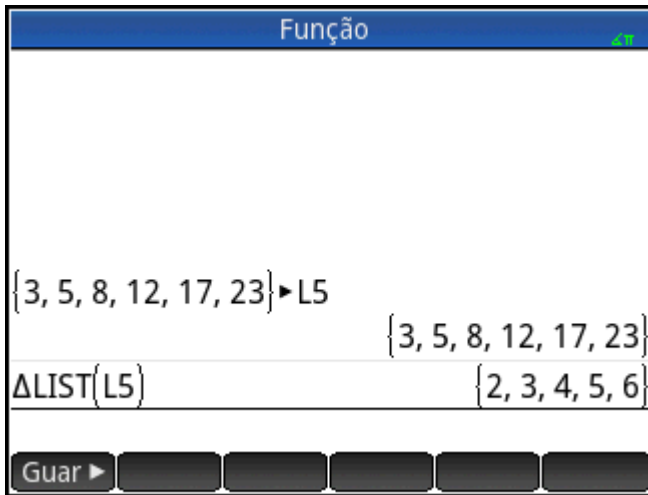 Função
∡π
{3, 5, 8, 12, 17, 23}▶L5
{3, 5, 8, 12, 17, 23}
ΔLIST(L5)
{2, 3, 4, 5, 6}
Guar ▶